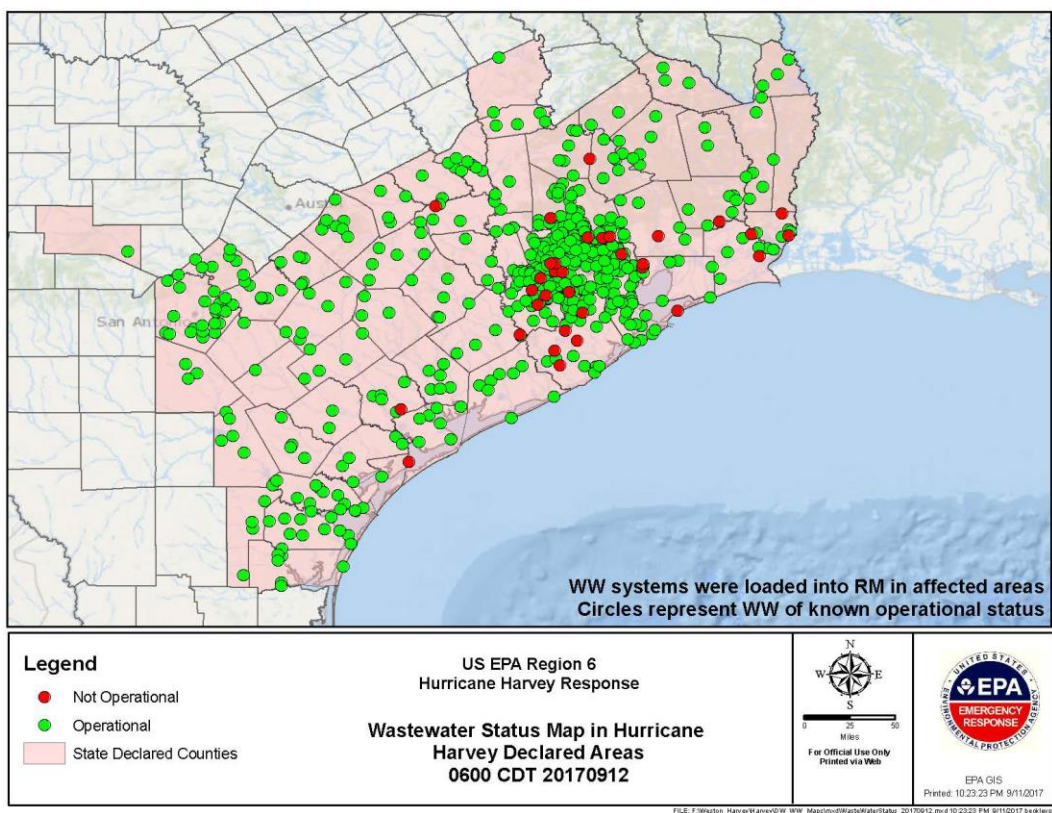 Aust
San Antonio
WW systems were loaded into RM in affected areas
Circles represent WW of known operational status
Legend
Not Operational
Operational
State Declared Counties
US EPA Region 6
Hurricane Harvey Response
Wastewater Status Map in Hurricane
Harvey Declared Areas
0600 CDT 20170912
N
W E
S
0 25 50
Miles
For Official Use Only
Printed via Web
UNITED STATES
EPA
EMERGENCY
RESPONSE
ENVIRONMENTAL PROTECTION AGENCY
EPA GIS
Printed: 10:23:23 PM 9/11/2017